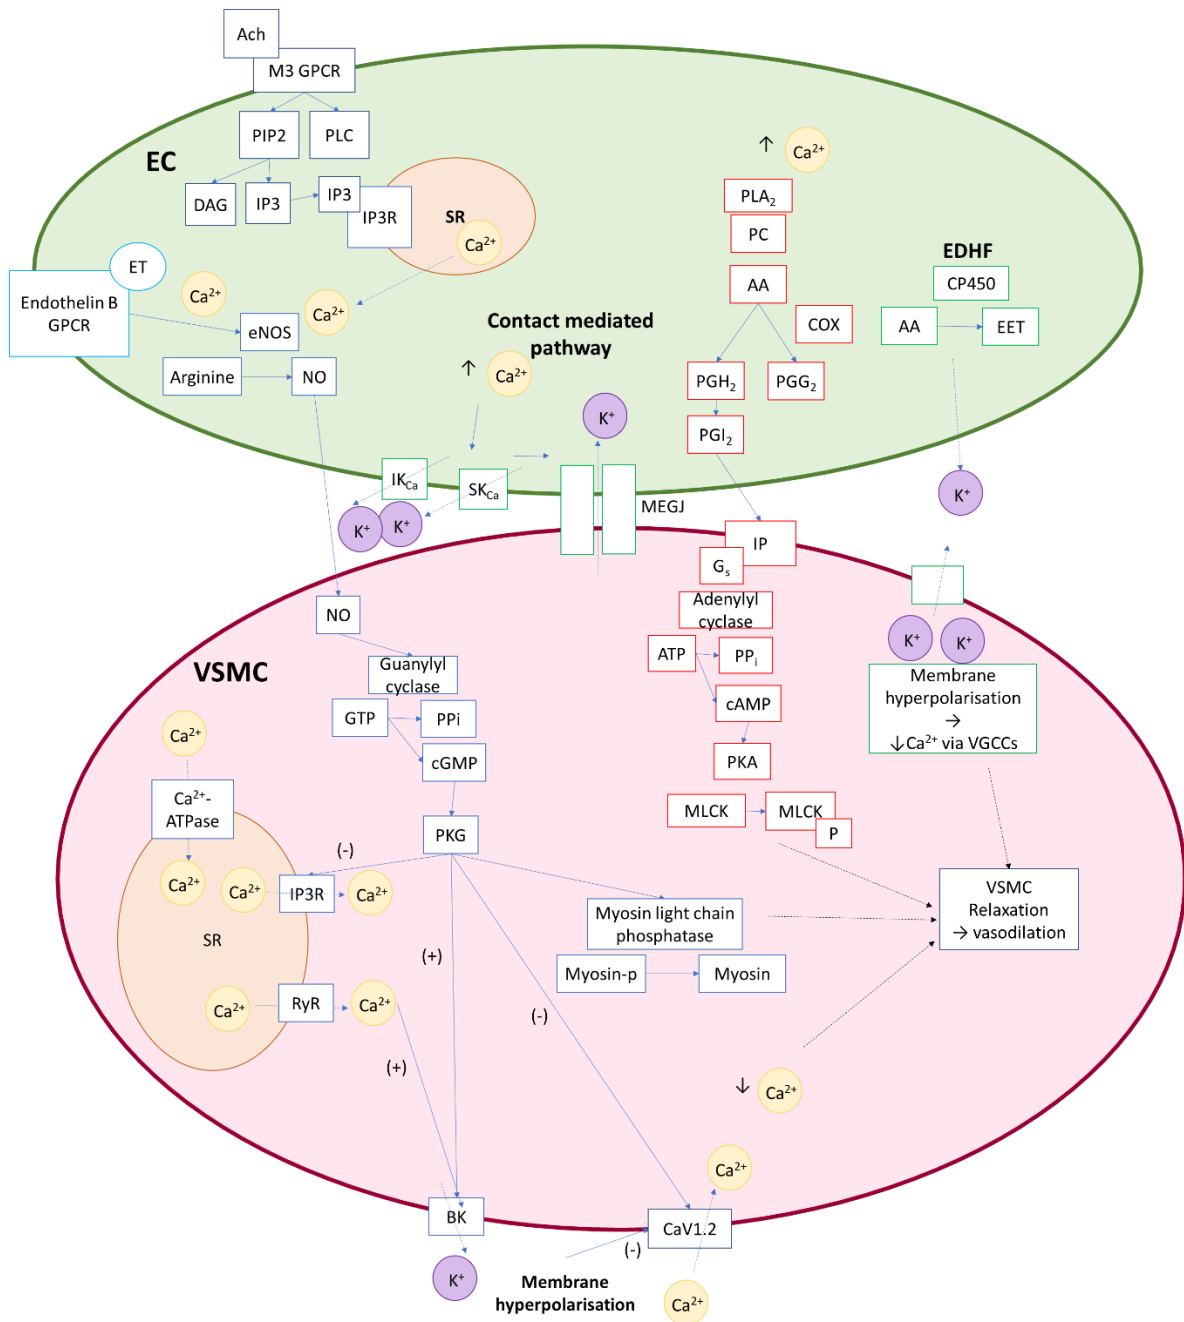 Ach
M3 GPCR
PIP2
PLC
EC
DAG
IP3
IP3
IP3R
SR
Ca²⁺
ET
Endothelin B
GPCR
Ca²⁺
Ca²⁺
eNOS
Arginine
NO
Contact mediated
pathway
↑ Ca²⁺
K⁺
IK_Ca
SK_Ca
K⁺
K⁺
MEGJ
↑ Ca²⁺
PLA₂
PC
AA
COX
PGH₂
PGG₂
PGI₂
EDHF
CP450
AA
EET
K⁺
IP
Gₛ
Adenylyl
cyclase
ATP
PPᵢ
cAMP
PKA
MLCK
MLCK
P
K⁺
K⁺
Membrane
hyperpolarisation
→
↓Ca²⁺ via VGCCs
NO
VSMC
Guanylyl
cyclase
GTP
PPi
cGMP
PKG
Ca²⁺
Ca²⁺-
ATPase
Ca²⁺
Ca²⁺
IP3R
Ca²⁺
(-)
SR
Ca²⁺
RyR
Ca²⁺
(+)
(+)
(-)
Myosin light chain
phosphatase
Myosin-p
Myosin
VSMC
Relaxation
→ vasodilation
↓ Ca²⁺
Ca²⁺
BK
CaV1.2
K⁺
(-)
Membrane
hyperpolarisation
Ca²⁺